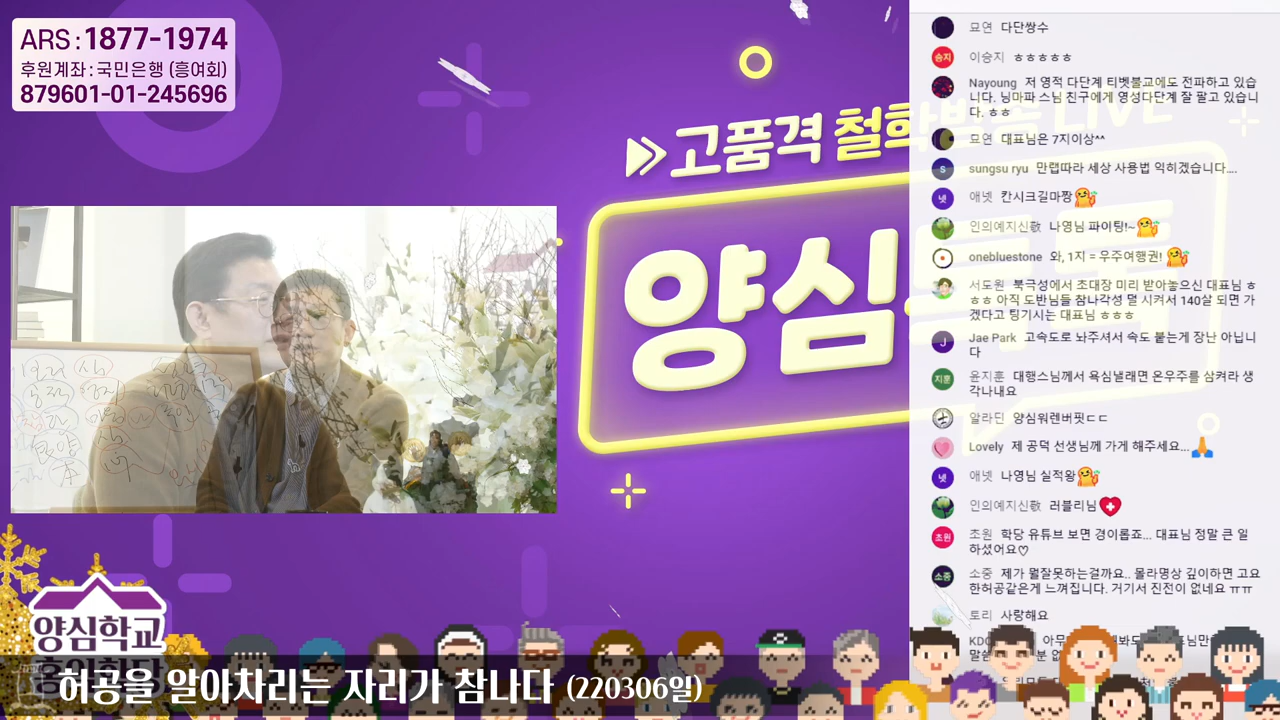 ARS : 1877-1974
후원계좌 : 국민은행 (흥여회)
879601-01-245696
고품격 철학방송 LIVE
양심톡톡
묘연 다단쌍수
이승지 ㅎㅎㅎㅎㅎ
Nayoung 저 영적 다단계 티벳불교에도 전파하고 있습
니다. 닝마파 스님 친구에게 영성다단계 잘 팔고 있습니
다. ㅎㅎ
묘연 대표님은 7지이상^^
sungsu ryu 만랩따라 세상 사용법 익히겠습니다....
애넷 칸시크길마짱
인의예지신敬 나영님 파이팅!~
onebluestone 와, 1지 = 우주여행권!
서도원 북극성에서 초대장 미리 받아놓으신 대표님 ㅎ
ㅎㅎ 아직 도반님들 참나각성 덜 시켜서 140살 되면 가
겠다고 팅기시는 대표님 ㅎㅎㅎ
Jae Park 고속도로 놔주셔서 속도 붙는게 장난 아닙니
다
윤지훈 대행스님께서 욕심낼래면 온우주를 삼켜라 생
각나내요
알라딘 양심워렌버핏ㄷㄷ
Lovely 제 공덕 선생님께 가게 해주세요...
애넷 나영님 실적왕
인의예지신敬 러블리님
초원 학당 유튜브 보면 경이롭죠... 대표님 정말 큰 일
하셨어요♡
소중 제가 뭘잘못하는걸까요.. 몰라명상 깊이하면 고요
한허공같은게 느껴집니다. 거기서 진전이 없네요 ㅠㅠ
토리 사랑해요
양심학교
홍익학당
허공을 알아차리는 자리가 참나다 (220306일)